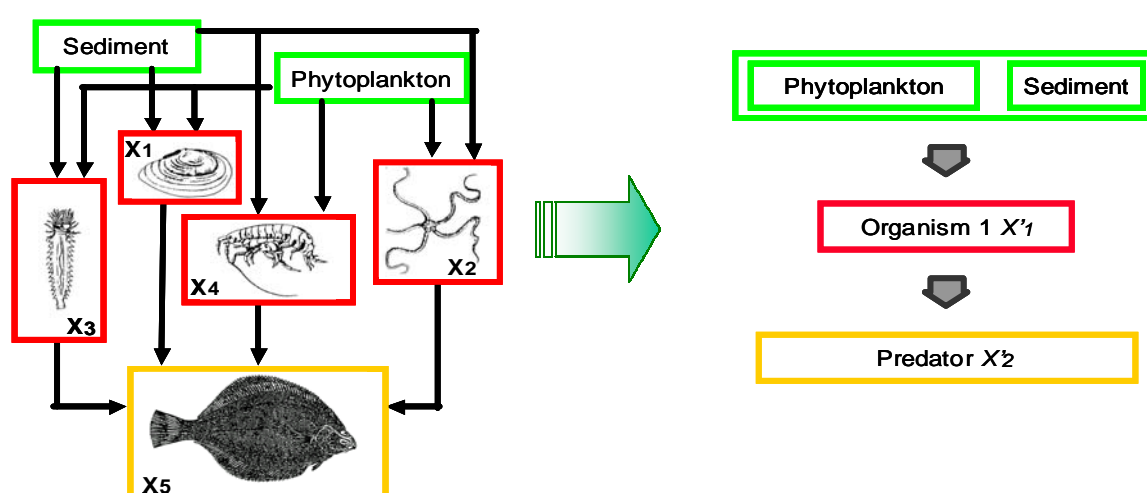 Sediment
Phytoplankton
X1
X2
X4
X3
X5
Phytoplankton Sediment
Organism 1 X'1
Predator X'2